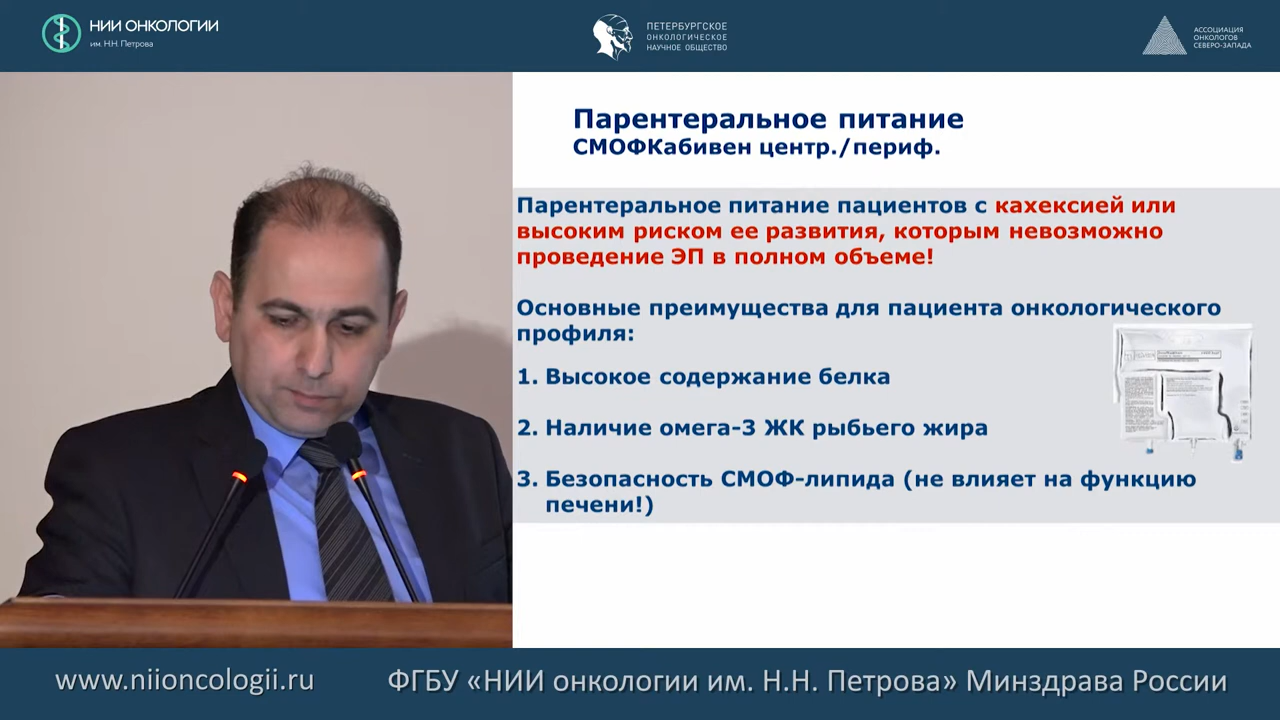 НИИ ОНКОЛОГИИ
им. Н.Н. Петрова
ПЕТЕРБУРГСКОЕ
ОНКОЛОГИЧЕСКОЕ
НАУЧНОЕ ОБЩЕСТВО
АССОЦИАЦИЯ
ОНКОЛОГОВ
СЕВЕРО-ЗАПАДА
Парентеральное питание
СМОФКабивен центр./периф.
Парентеральное питание пациентов с кахексией или
высоким риском ее развития, которым невозможно
проведение ЭП в полном объеме!
Основные преимущества для пациента онкологического
профиля:
1. Высокое содержание белка
2. Наличие омега-3 ЖК рыбьего жира
3. Безопасность СМОФ-липида (не влияет на функцию
печени!)
www.niioncologii.ru
ФГБУ «НИИ онкологии им. Н.Н. Петрова» Минздрава России